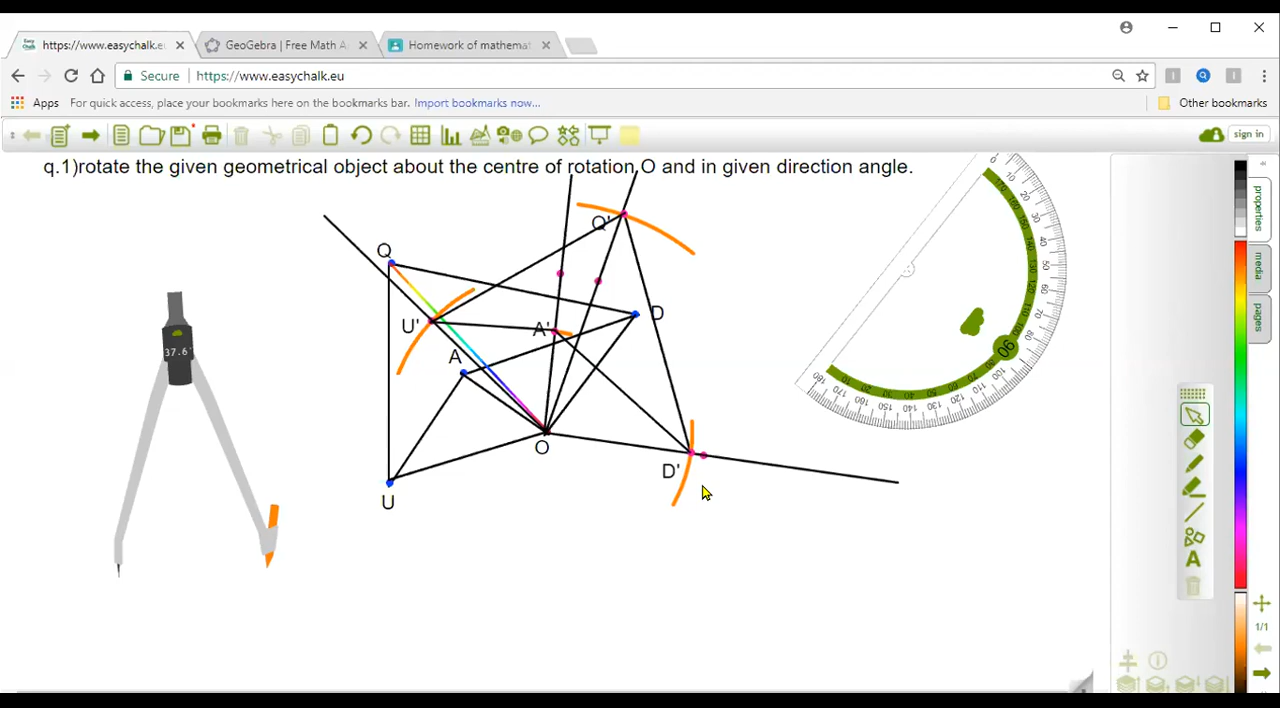 https://www.easychalk.eu
GeoGebra | Free Math A
Homework of mathemat
Secure
https://www.easychalk.eu
Apps
For quick access, place your bookmarks here on the bookmarks bar. Import bookmarks now...
Other bookmarks
sign in
q.1)rotate the given geometrical object about the centre of rotation O and in given direction angle.
properties
media
pages
Q
Q'
U'
A'
D
A
O
D'
U
37.6
90
A
1/1